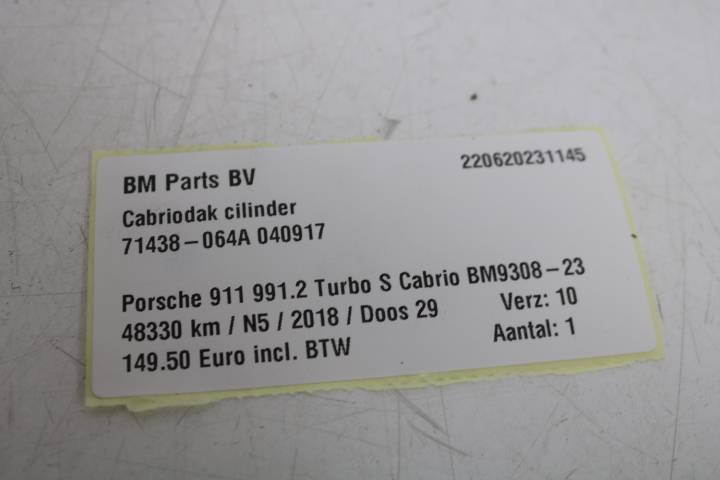 BM Parts BV 220620231145
Cabriodak cilinder
71438-064A 040917
Porsche 911 991.2 Turbo S Cabrio BM9308-23
48330 km / N5 / 2018 / Doos 29 Verz: 10
149.50 Euro incl. BTW Aantal: 1